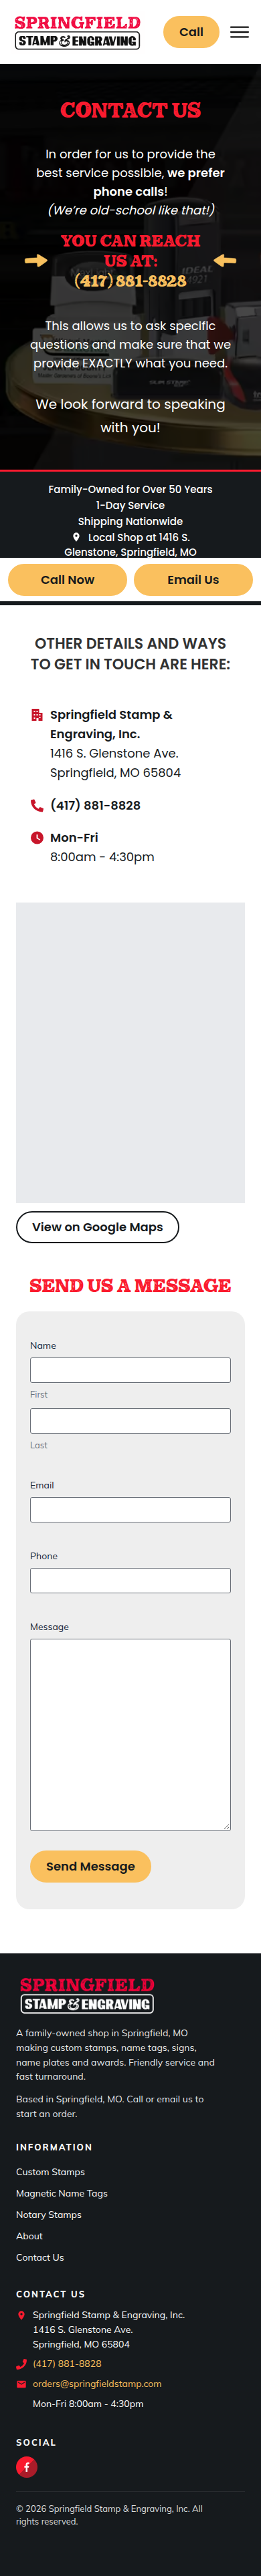 SPRINGFIELD
STAMP & ENGRAVING
Call
CONTACT US
In order for us to provide the
best service possible, we prefer
phone calls!
(We're old-school like that!)
YOU CAN REACH
US AT:
(417) 881-8828
This allows us to ask specific
questions and make sure that we
provide EXACTLY what you need.
We look forward to speaking
with you!
Family-Owned for Over 50 Years
1-Day Service
Shipping Nationwide
Local Shop at 1416 S.
Glenstone, Springfield, MO
Call Now
Email Us
OTHER DETAILS AND WAYS
TO GET IN TOUCH ARE HERE:
Springfield Stamp &
Engraving, Inc.
1416 S. Glenstone Ave.
Springfield, MO 65804
(417) 881-8828
Mon-Fri
8:00am - 4:30pm
View on Google Maps
SEND US A MESSAGE
Name
First
Last
Email
Phone
Message
Send Message
SPRINGFIELD
STAMP & ENGRAVING
A family-owned shop in Springfield, MO
making custom stamps, name tags, signs,
name plates and awards. Friendly service and
fast turnaround.
Based in Springfield, MO. Call or email us to
start an order.
INFORMATION
Custom Stamps
Magnetic Name Tags
Notary Stamps
About
Contact Us
CONTACT US
Springfield Stamp & Engraving, Inc.
1416 S. Glenstone Ave.
Springfield, MO 65804
(417) 881-8828
orders@springfieldstamp.com
Mon-Fri 8:00am - 4:30pm
SOCIAL
© 2026 Springfield Stamp & Engraving, Inc. All
rights reserved.